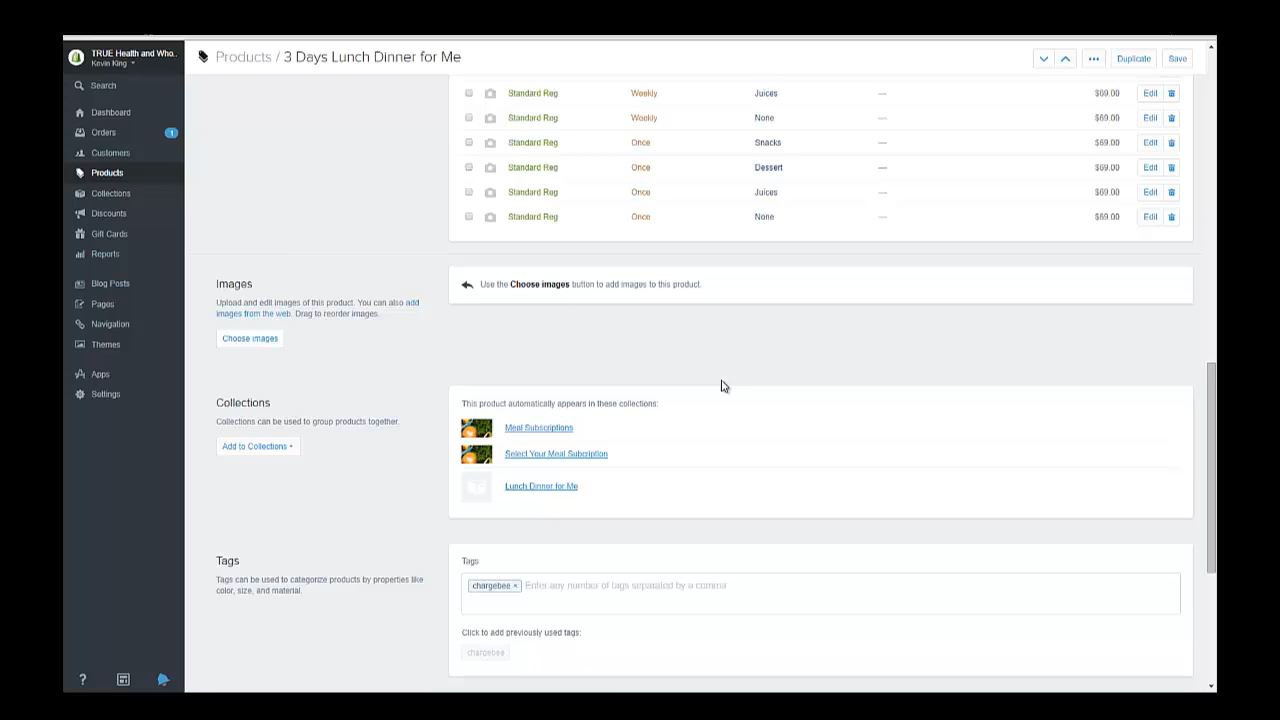 TRUE Health and Who..
Kevin King
Search
Dashboard
Orders 1
Customers
Products
Collections
Discounts
Gift Cards
Reports
Blog Posts
Pages
Navigation
Themes
Apps
Settings
?
Products / 3 Days Lunch Dinner for Me
Duplicate
Save
Standard Reg Weekly Juices — $69.00 Edit
Standard Reg Weekly None — $69.00 Edit
Standard Reg Once Snacks — $69.00 Edit
Standard Reg Once Dessert — $69.00 Edit
Standard Reg Once Juices — $69.00 Edit
Standard Reg Once None — $69.00 Edit
Images
Upload and edit images of this product. You can also add
images from the web. Drag to reorder images.
Choose images
Use the Choose images button to add images to this product.
Collections
Collections can be used to group products together.
Add to Collections
This product automatically appears in these collections:
Meal Subscriptions
Select Your Meal Subcription
Lunch Dinner for Me
Tags
Tags can be used to categorize products by properties like
color, size, and material.
Tags
chargebee × Enter any number of tags separated by a comma
Click to add previously used tags:
chargebee